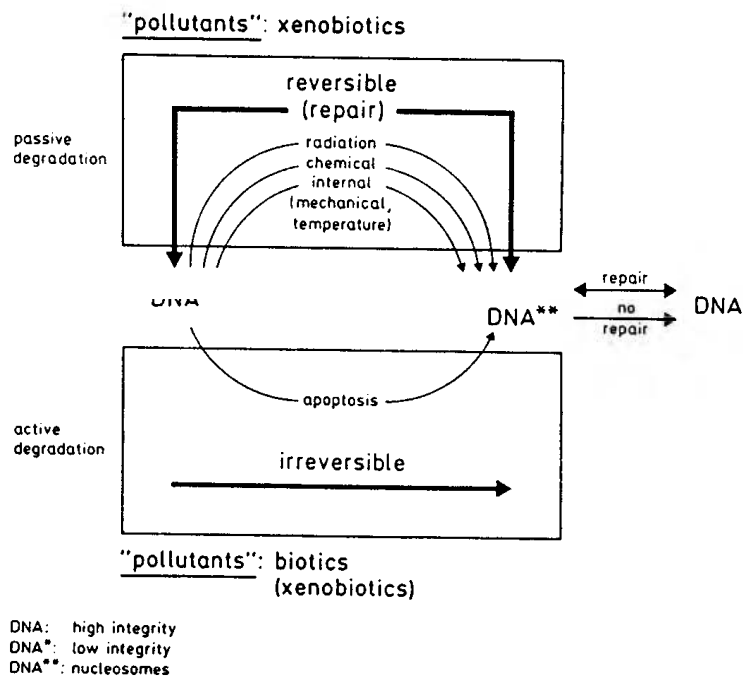 "pollutants": xenobiotics
reversible
(repair)
passive
degradation
radiation
chemical
internal
(mechanical,
temperature)
DNA
DNA**
repair
no
repair
DNA
apoptosis
active
degradation
irreversible
"pollutants": biotics
(xenobiotics)
DNA: high integrity
DNA*: low integrity
DNA**: nucleosomes